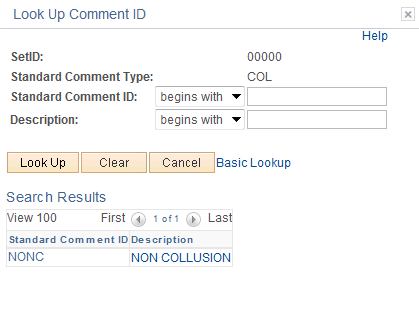 Look Up Comment ID
Help
SetID: 00000
Standard Comment Type: COL
Standard Comment ID: begins with
Description: begins with
Look Up Clear Cancel Basic Lookup
Search Results
View 100 First 1 of 1 Last
Standard Comment ID Description
NONC NON COLLUSION